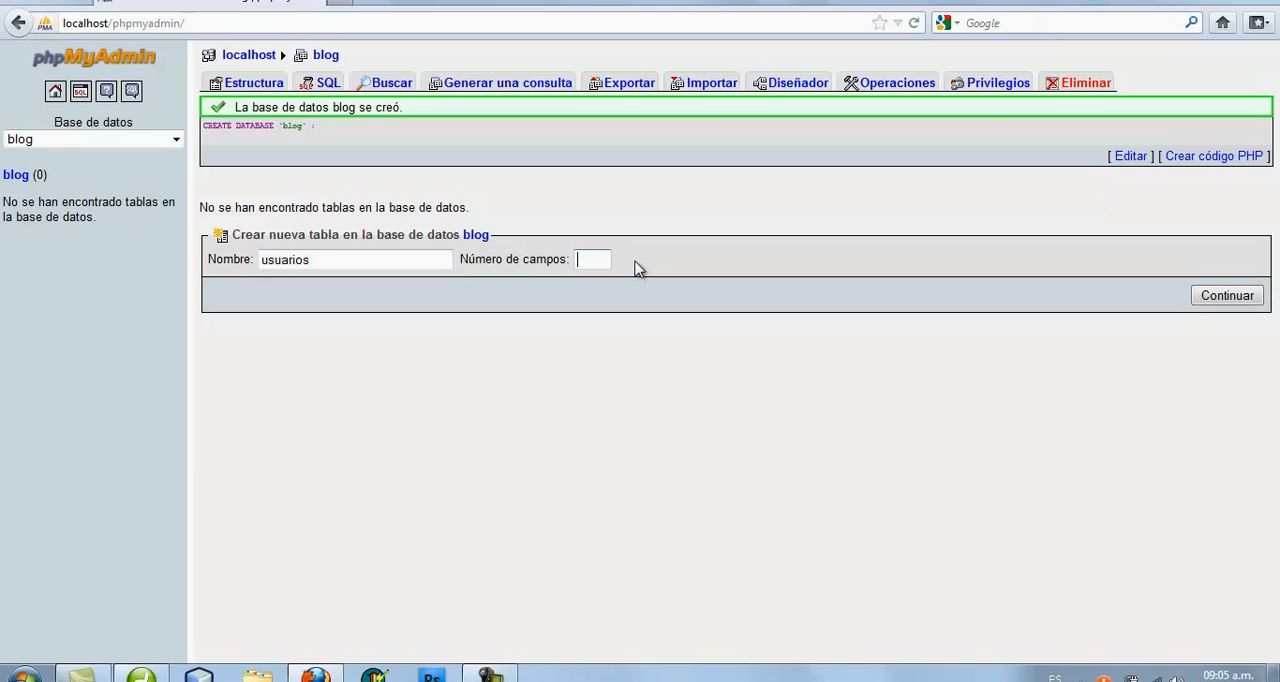 localhost/phpmyadmin/
Google
phpMyAdmin
localhost blog
Estructura SQL Buscar Generar una consulta Exportar Importar Diseñador Operaciones Privilegios Eliminar
La base de datos blog se creó.
CREATE DATABASE `blog` ;
[ Editar ] [ Crear código PHP ]
Base de datos
blog
blog (0)
No se han encontrado tablas en la base de datos.
No se han encontrado tablas en la base de datos.
Crear nueva tabla en la base de datos blog
Nombre: usuarios Número de campos:
Continuar
Ps
ES
09:05 a.m.